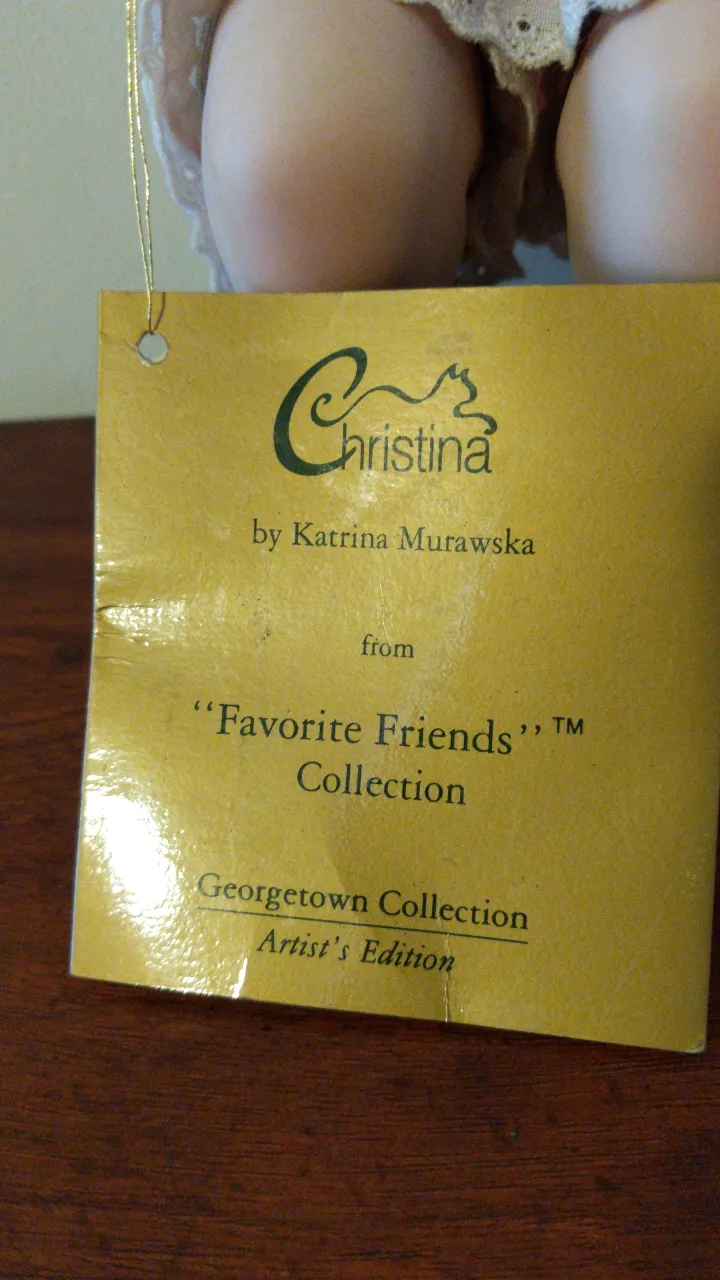 Christina
by Katrina Murawska
from
‘‘Favorite Friends’’™
Collection
Georgetown Collection
Artist's Edition